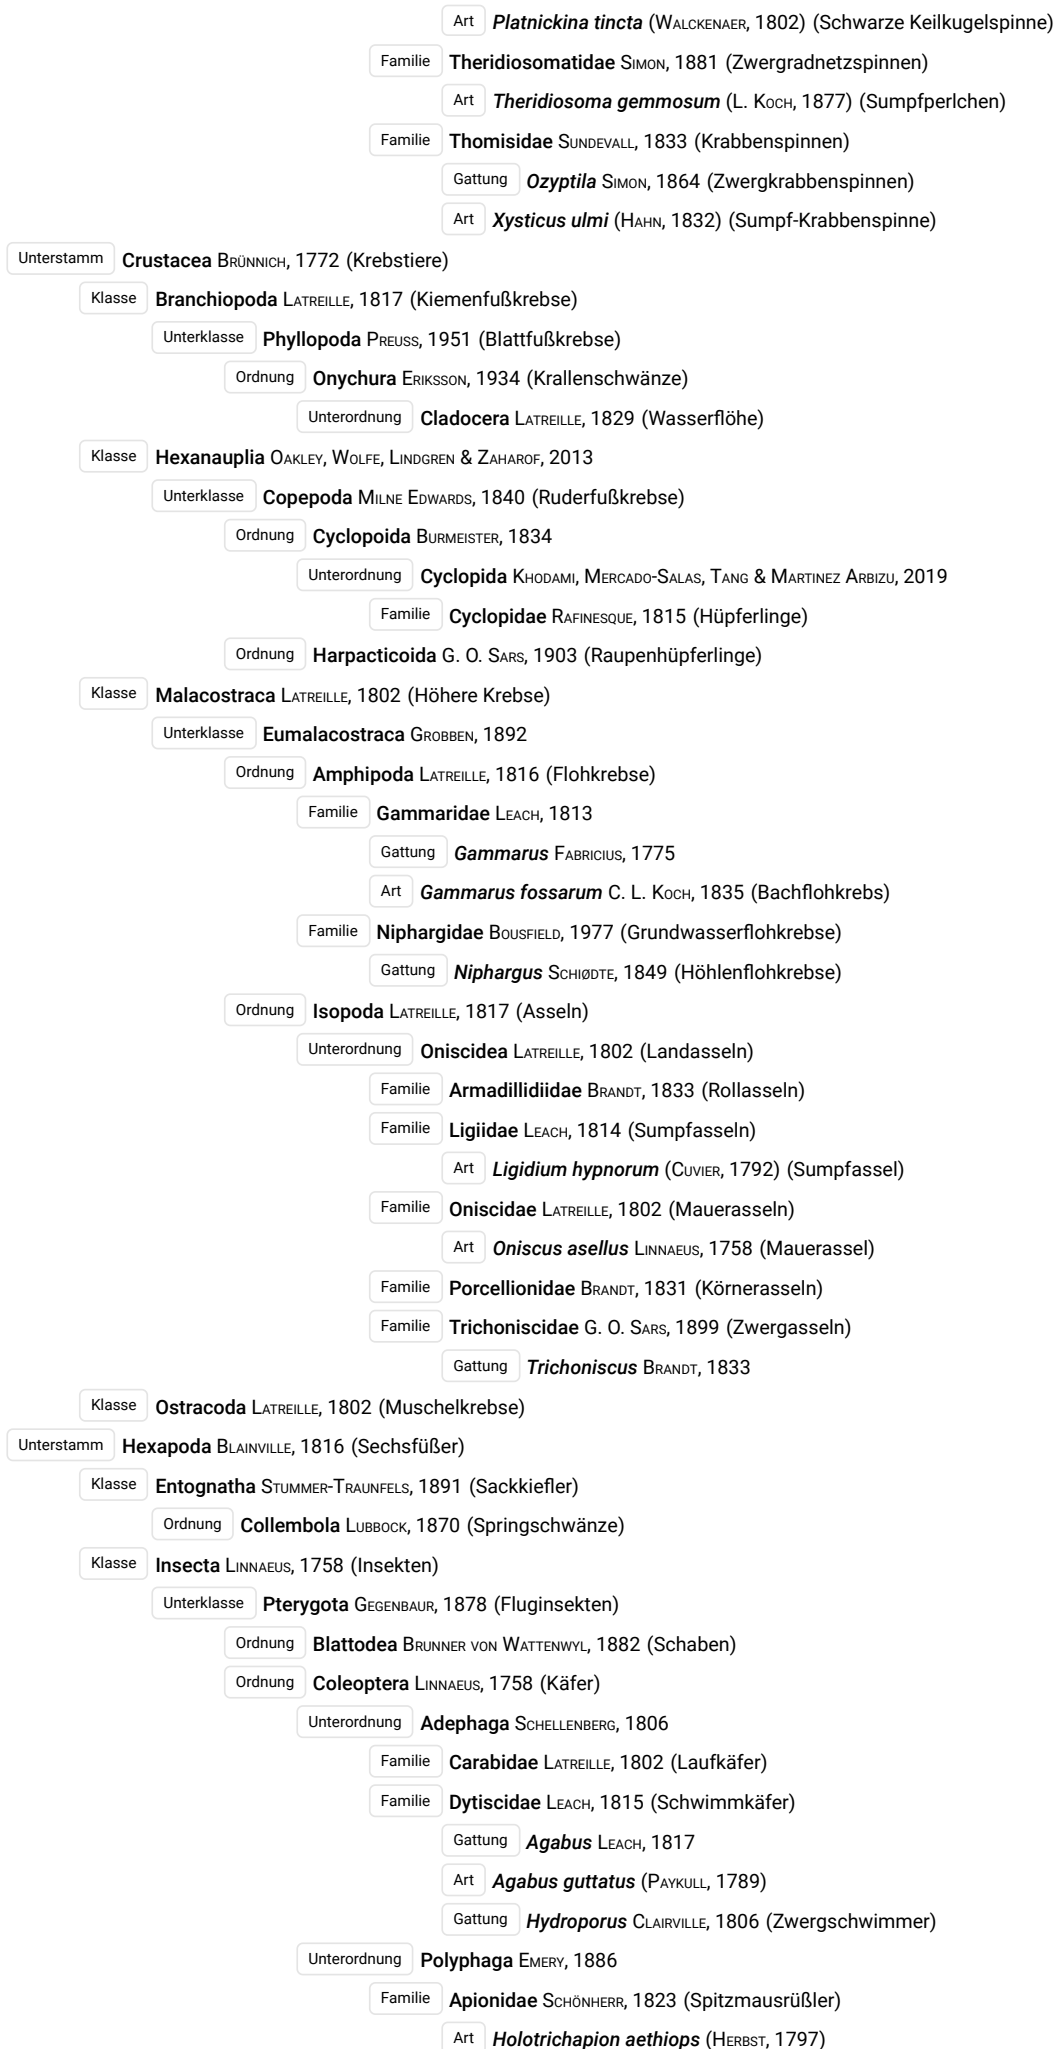 Art Platnickina tincta (Walckenaer, 1802) (Schwarze Keilkugelspinne)
Familie Theridiosomatidae Simon, 1881 (Zwergradnetzspinnen)
Art Theridiosoma gemmosum (L. Koch, 1877) (Sumpfperlchen)
Familie Thomisidae Sundevall, 1833 (Krabbenspinnen)
Gattung Ozyptila Simon, 1864 (Zwergkrabbenspinnen)
Art Xysticus ulmi (Hahn, 1832) (Sumpf-Krabbenspinne)
Unterstamm Crustacea Brünnich, 1772 (Krebstiere)
Klasse Branchiopoda Latreille, 1817 (Kiemenfußkrebse)
Unterklasse Phyllopoda Preuss, 1951 (Blattfußkrebse)
Ordnung Onychura Eriksson, 1934 (Krallenschwänze)
Unterordnung Cladocera Latreille, 1829 (Wasserflöhe)
Klasse Hexanauplia Oakley, Wolfe, Lindgren & Zaharof, 2013
Unterklasse Copepoda Milne Edwards, 1840 (Ruderfußkrebse)
Ordnung Cyclopoida Burmeister, 1834
Unterordnung Cyclopida Khodami, Mercado-Salas, Tang & Martinez Arbizu, 2019
Familie Cyclopidae Rafinesque, 1815 (Hüpferlinge)
Ordnung Harpacticoida G. O. Sars, 1903 (Raupenhüpferlinge)
Klasse Malacostraca Latreille, 1802 (Höhere Krebse)
Unterklasse Eumalacostraca Grobben, 1892
Ordnung Amphipoda Latreille, 1816 (Flohkrebse)
Familie Gammaridae Leach, 1813
Gattung Gammarus Fabricius, 1775
Art Gammarus fossarum C. L. Koch, 1835 (Bachflohkrebs)
Familie Niphargidae Bousfield, 1977 (Grundwasserflohkrebse)
Gattung Niphargus Schiødte, 1849 (Höhlenflohkrebse)
Ordnung Isopoda Latreille, 1817 (Asseln)
Unterordnung Oniscidea Latreille, 1802 (Landasseln)
Familie Armadillidiidae Brandt, 1833 (Rollasseln)
Familie Ligiidae Leach, 1814 (Sumpfasseln)
Art Ligidium hypnorum (Cuvier, 1792) (Sumpfassel)
Familie Oniscidae Latreille, 1802 (Mauerasseln)
Art Oniscus asellus Linnaeus, 1758 (Mauerassel)
Familie Porcellionidae Brandt, 1831 (Körnerasseln)
Familie Trichoniscidae G. O. Sars, 1899 (Zwergasseln)
Gattung Trichoniscus Brandt, 1833
Klasse Ostracoda Latreille, 1802 (Muschelkrebse)
Unterstamm Hexapoda Blainville, 1816 (Sechsfüßer)
Klasse Entognatha Stummer-Traunfels, 1891 (Sackkiefler)
Ordnung Collembola Lubbock, 1870 (Springschwänze)
Klasse Insecta Linnaeus, 1758 (Insekten)
Unterklasse Pterygota Gegenbaur, 1878 (Fluginsekten)
Ordnung Blattodea Brunner von Wattenwyl, 1882 (Schaben)
Ordnung Coleoptera Linnaeus, 1758 (Käfer)
Unterordnung Adephaga Schellenberg, 1806
Familie Carabidae Latreille, 1802 (Laufkäfer)
Familie Dytiscidae Leach, 1815 (Schwimmkäfer)
Gattung Agabus Leach, 1817
Art Agabus guttatus (Paykull, 1789)
Gattung Hydroporus Clairville, 1806 (Zwergschwimmer)
Unterordnung Polyphaga Emery, 1886
Familie Apionidae Schönherr, 1823 (Spitzmausrüßler)
Art Holotrichapion aethiops (Herbst, 1797)